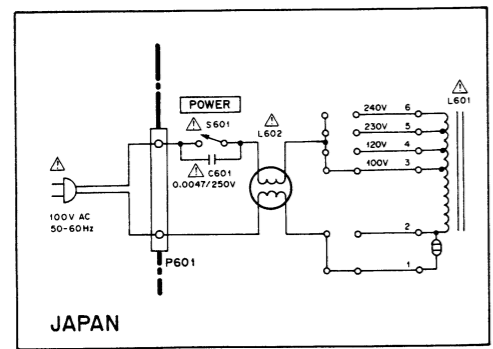 POWER
S601
C601
0.0047/250V
L602
240V 6
230V 5
120V 4
100V 3
2
1
L601
100V AC
50-60Hz
P601
JAPAN